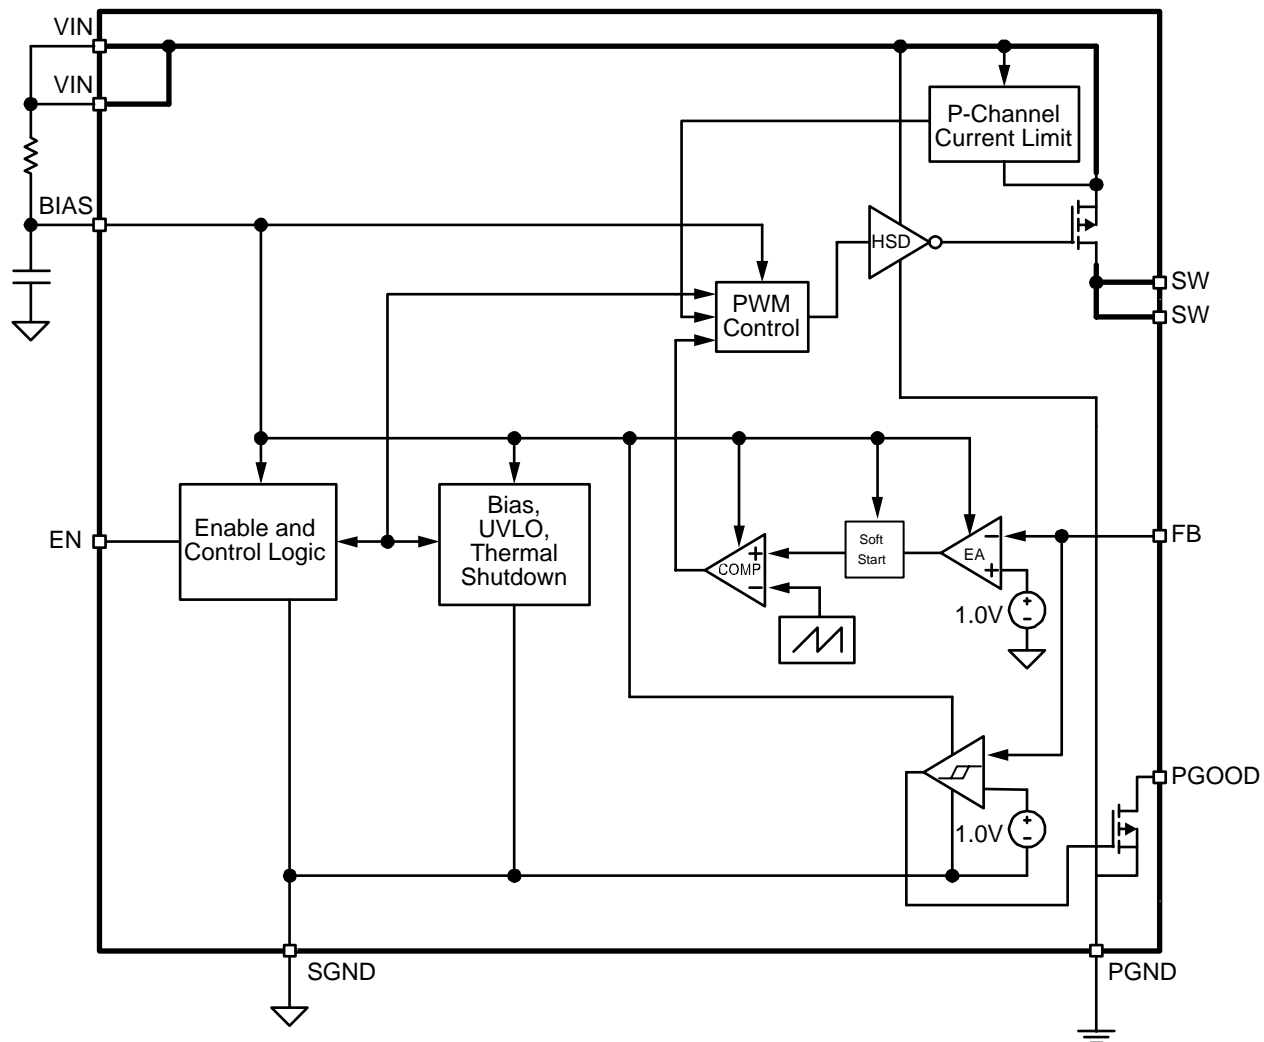 VIN
VIN
P-Channel
Current Limit
BIAS
HSD
SW
PWM
Control
SW
Enable and
Control Logic
Bias,
UVLO,
Thermal
Shutdown
EN
Soft
Start
FB
EA
COMP
+
−
−
+
1.0V
+
−
1.0V
+
−
PGOOD
SGND
PGND